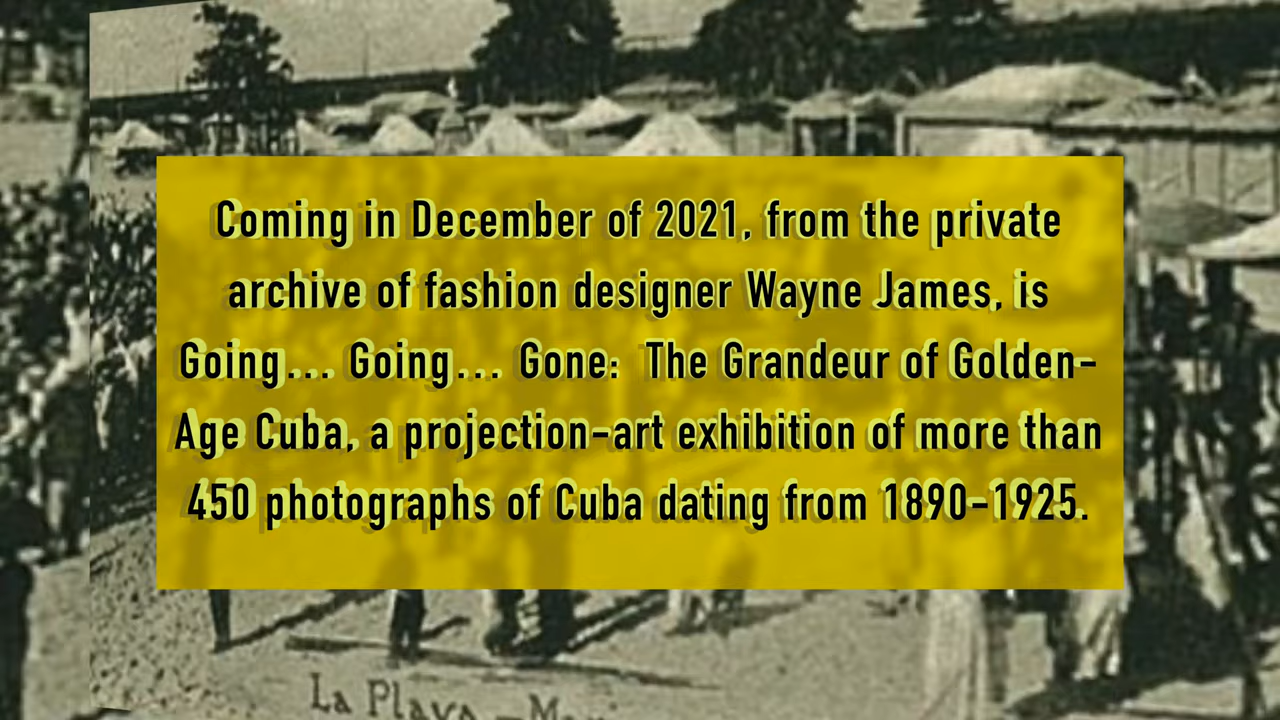 Coming in December of 2021, from the private
archive of fashion designer Wayne James, is
Going... Going... Gone:  The Grandeur of Golden-
Age Cuba, a projection-art exhibition of more than
450 photographs of Cuba dating from 1890-1925.
La Playa -